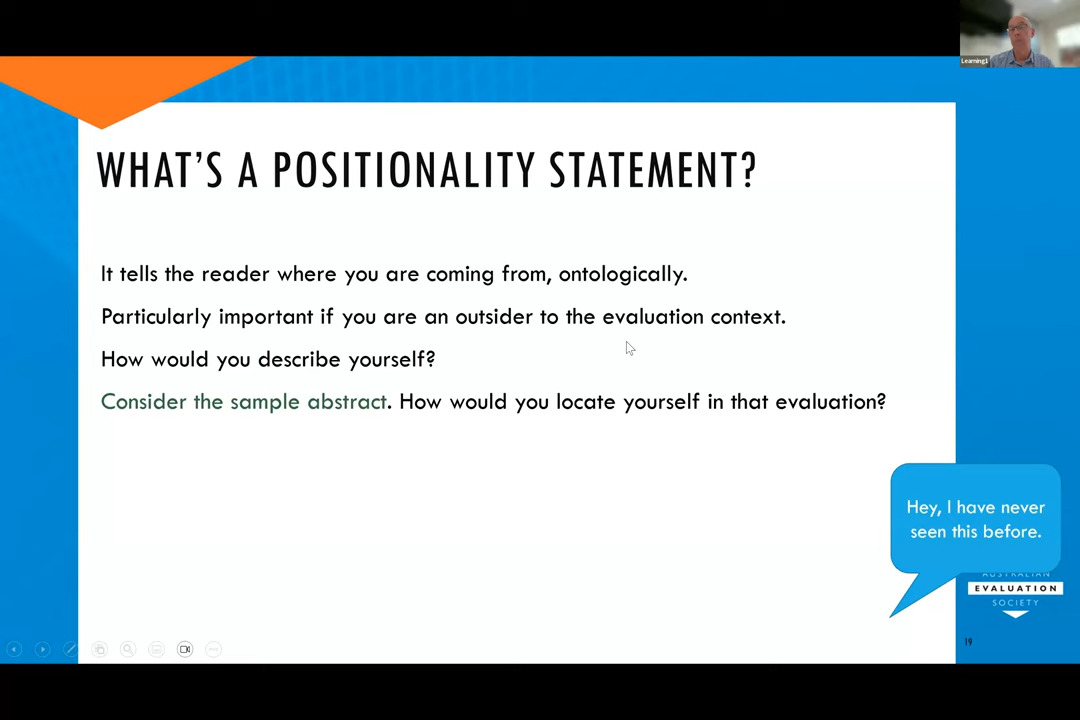 Learning1
WHAT'S A POSITIONALITY STATEMENT?
It tells the reader where you are coming from, ontologically.
Particularly important if you are an outsider to the evaluation context.
How would you describe yourself?
Consider the sample abstract. How would you locate yourself in that evaluation?
Hey, I have never
seen this before.
AUSTRALIAN
EVALUATION
SOCIETY
19